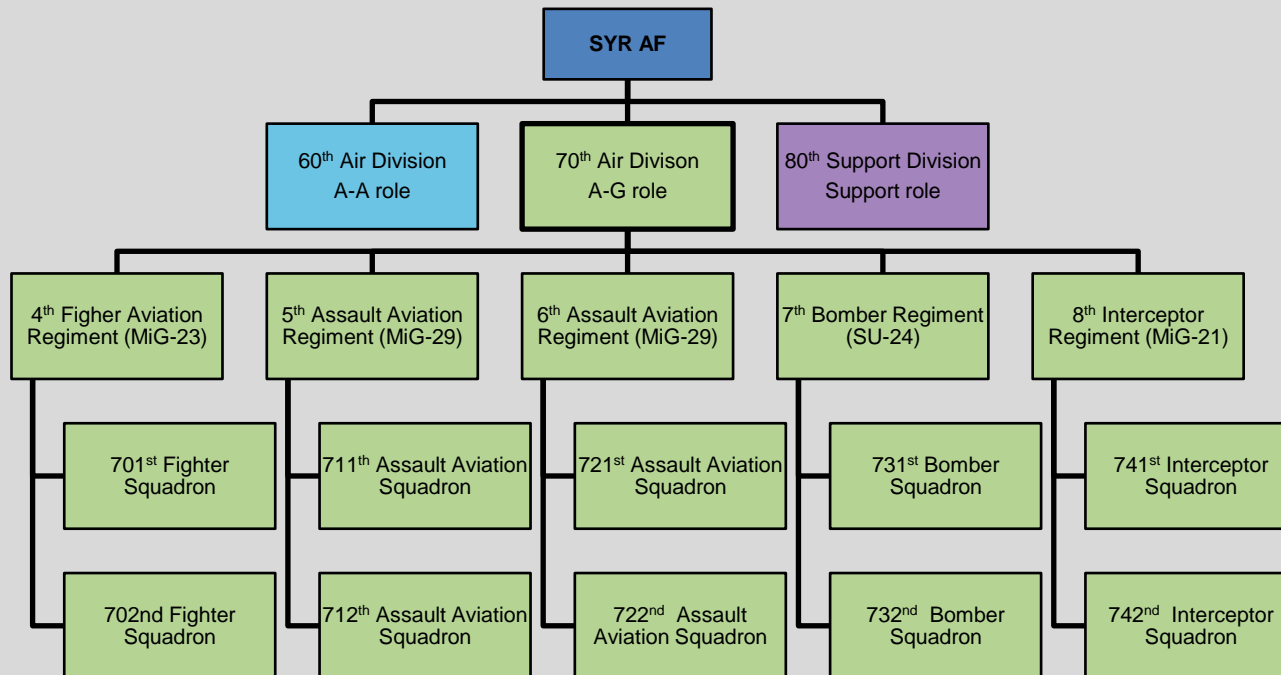 SYR AF
60th Air Division
A-A role
70th Air Divison
A-G role
80th Support Division
Support role
4th Figher Aviation
Regiment (MiG-23)
5th Assault Aviation
Regiment (MiG-29)
6th Assault Aviation
Regiment (MiG-29)
7th Bomber Regiment
(SU-24)
8th Interceptor
Regiment (MiG-21)
701st Fighter
Squadron
711th Assault Aviation
Squadron
721st Assault Aviation
Squadron
731st Bomber
Squadron
741st Interceptor
Squadron
702nd Fighter
Squadron
712th Assault Aviation
Squadron
722nd Assault
Aviation Squadron
732nd Bomber
Squadron
742nd Interceptor
Squadron